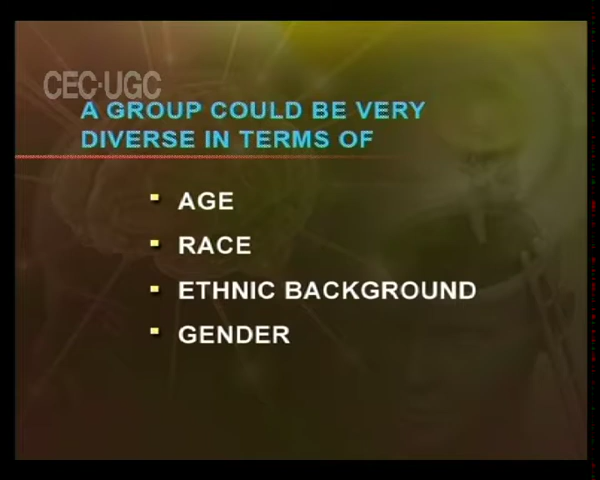 CEC-UGC
A GROUP COULD BE VERY
DIVERSE IN TERMS OF
AGE
RACE
ETHNIC BACKGROUND
GENDER